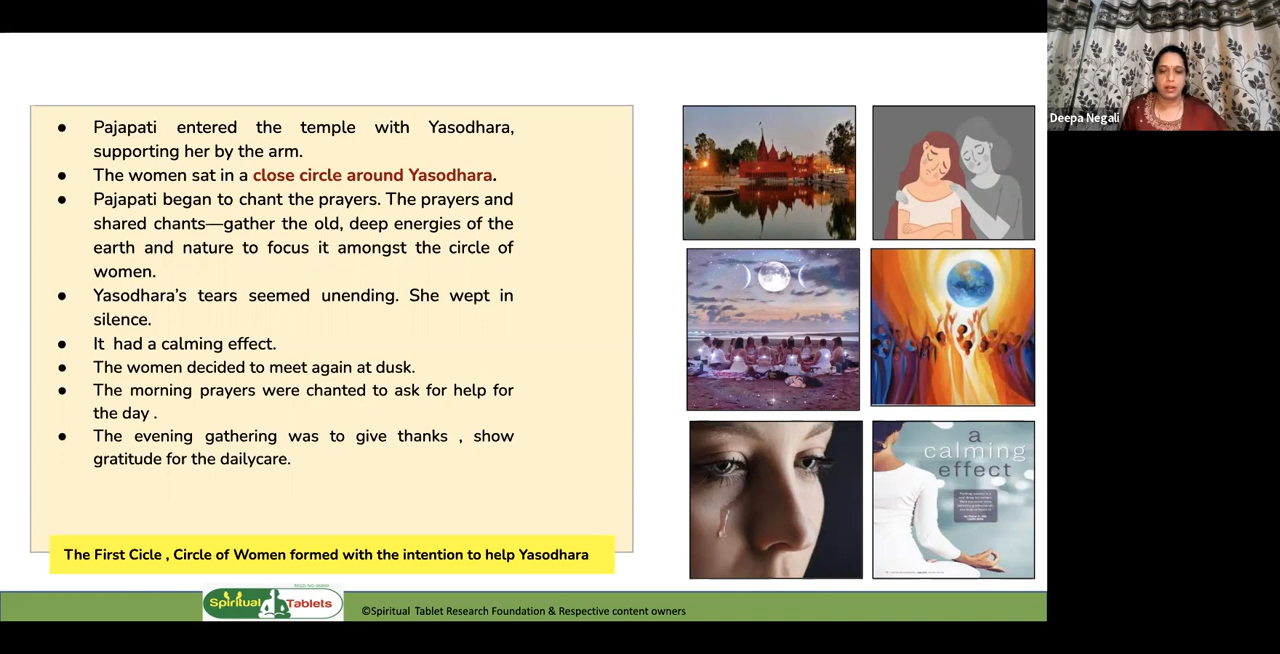 ● Pajapati entered the temple with Yasodhara,
supporting her by the arm.
● The women sat in a close circle around Yasodhara.
● Pajapati began to chant the prayers. The prayers and
shared chants—gather the old, deep energies of the
earth and nature to focus it amongst the circle of
women.
● Yasodhara’s tears seemed unending. She wept in
silence.
● It had a calming effect.
● The women decided to meet again at dusk.
● The morning prayers were chanted to ask for help for
the day .
● The evening gathering was to give thanks , show
gratitude for the dailycare.
The First Cicle , Circle of Women formed with the intention to help Yasodhara
a
calming
effect
Spiritual Tablets
©Spiritual Tablet Research Foundation & Respective content owners
Deepa Negali